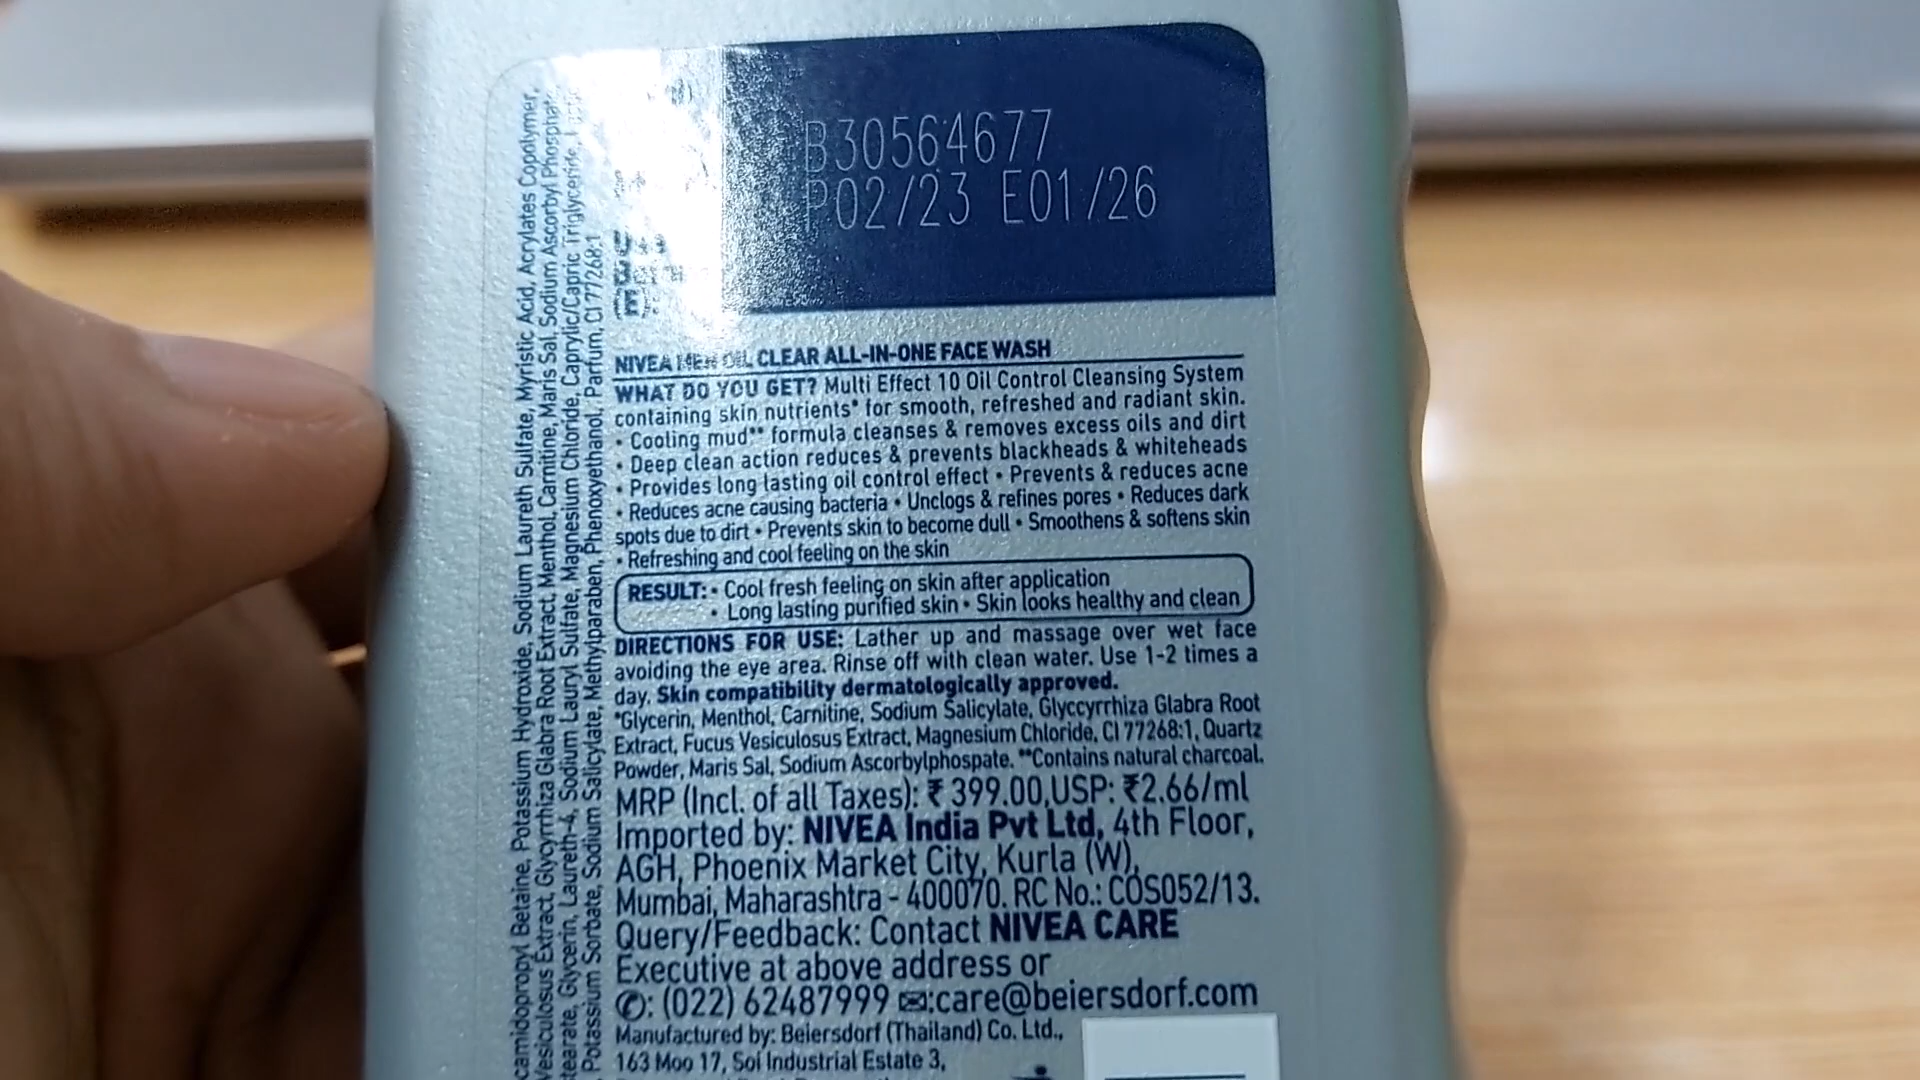 B30564677
P02/23 E01/26
NIVEA MEN OIL CLEAR ALL-IN-ONE FACE WASH
WHAT DO YOU GET? Multi Effect 10 Oil Control Cleansing System
containing skin nutrients* for smooth, refreshed and radiant skin.
• Cooling mud** formula cleanses & removes excess oils and dirt
• Deep clean action reduces & prevents blackheads & whiteheads
• Provides long lasting oil control effect • Prevents & reduces acne
• Reduces acne causing bacteria • Unclogs & refines pores • Reduces dark
spots due to dirt • Prevents skin to become dull • Smoothens & softens skin
• Refreshing and cool feeling on the skin
RESULT: • Cool fresh feeling on skin after application
• Long lasting purified skin • Skin looks healthy and clean
DIRECTIONS FOR USE: Lather up and massage over wet face
avoiding the eye area. Rinse off with clean water. Use 1-2 times a
day. Skin compatibility dermatologically approved.
*Glycerin, Menthol, Carnitine, Sodium Salicylate, Glyccyrrhiza Glabra Root
Extract, Fucus Vesiculosus Extract, Magnesium Chloride, CI 77268:1, Quartz
Powder, Maris Sal, Sodium Ascorbylphospate. **Contains natural charcoal.
MRP (Incl. of all Taxes): ₹ 399.00,USP: ₹2.66/ml
Imported by: NIVEA India Pvt Ltd, 4th Floor,
AGH, Phoenix Market City, Kurla (W),
Mumbai, Maharashtra - 400070. RC No.: COS052/13.
Query/Feedback: Contact NIVEA CARE
Executive at above address or
✆: (022) 62487999 ✉:care@beiersdorf.com
Manufactured by: Beiersdorf (Thailand) Co. Ltd.,
163 Moo 17, Soi Industrial Estate 3,
camidopropyl Betaine, Potassium Hydroxide, Sodium Laureth Sulfate, Myristic Acid, Acrylates Copolymer,
Vesiculosus Extract, Glycyrrhiza Glabra Root Extract, Menthol, Carnitine, Maris Sal, Sodium Ascorbyl Phosphat
stearate, Glycerin, Laureth-4, Sodium Lauryl Sulfate, Magnesium Chloride, Caprylic/Capric Triglyceride,
Potassium Sorbate, Sodium Salicylate, Methylparaben, Phenoxyethanol, Parfum, CI 77268:1